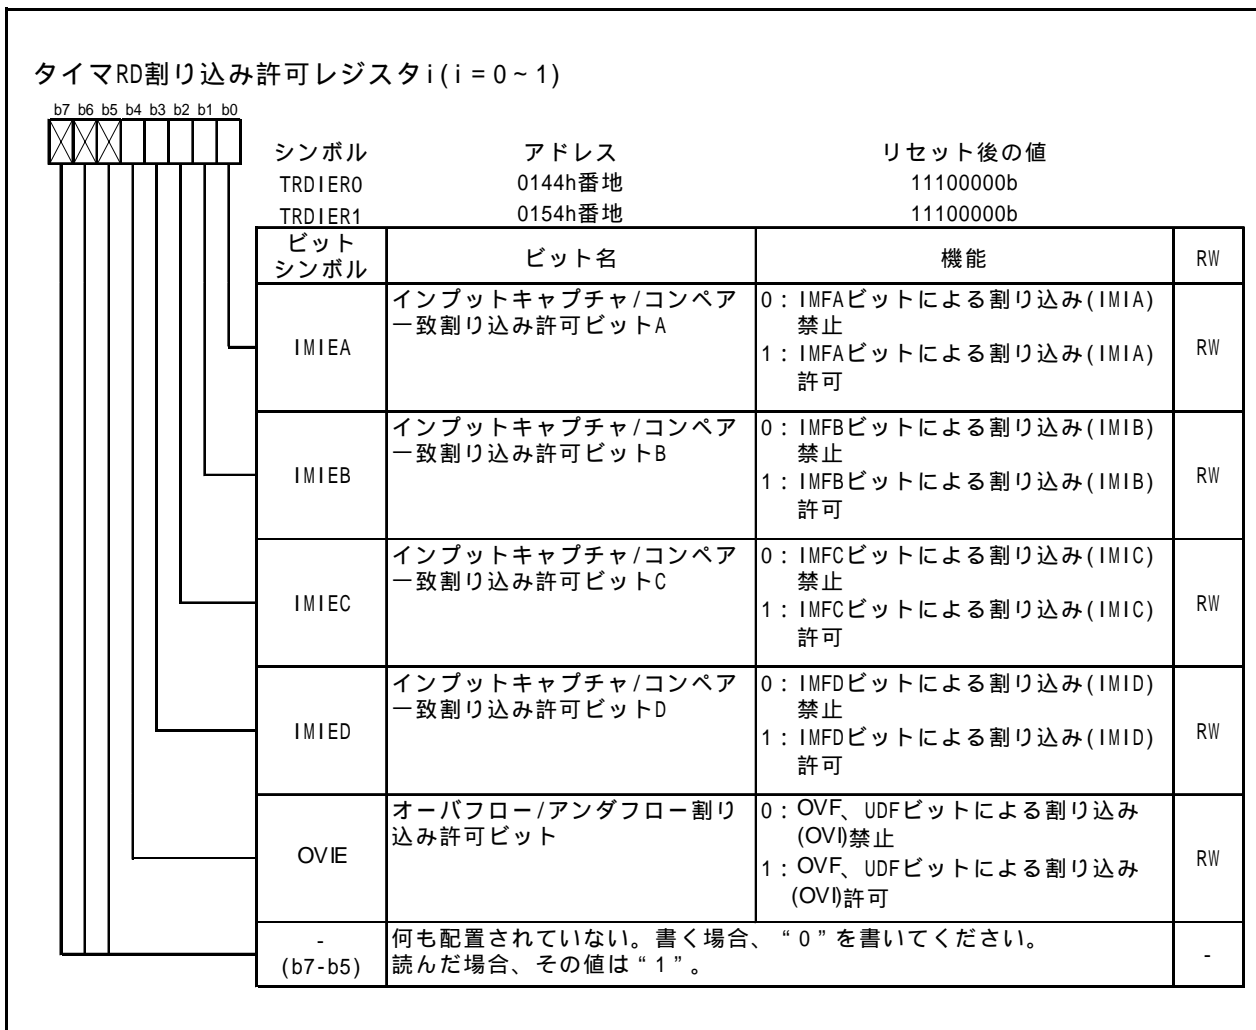 タイマRD割り込み許可レジスタi(i=0~1)
b7 b6 b5 b4 b3 b2 b1 b0
シンボル アドレス リセット後の値
TRDIER0 0144h番地 11100000b
TRDIER1 0154h番地 11100000b
ビット
シンボル ビット名 機能 RW
IMIEA
インプットキャプチャ/コンペア
一致割り込み許可ビットA
0:IMFAビットによる割り込み(IMIA)
禁止
1:IMFAビットによる割り込み(IMIA)
許可
RW
IMIEB
インプットキャプチャ/コンペア
一致割り込み許可ビットB
0:IMFBビットによる割り込み(IMIB)
禁止
1:IMFBビットによる割り込み(IMIB)
許可
RW
IMIEC
インプットキャプチャ/コンペア
一致割り込み許可ビットC
0:IMFCビットによる割り込み(IMIC)
禁止
1:IMFCビットによる割り込み(IMIC)
許可
RW
IMIED
インプットキャプチャ/コンペア
一致割り込み許可ビットD
0:IMFDビットによる割り込み(IMID)
禁止
1:IMFDビットによる割り込み(IMID)
許可
RW
OVIE
オーバフロー/アンダフロー割り
込み許可ビット
0:OVF、UDFビットによる割り込み
(OVI)禁止
1:OVF、UDFビットによる割り込み
(OVI)許可
RW
-
(b7-b5)
何も配置されていない。書く場合、“0”を書いてください。
読んだ場合、その値は“1”。
-